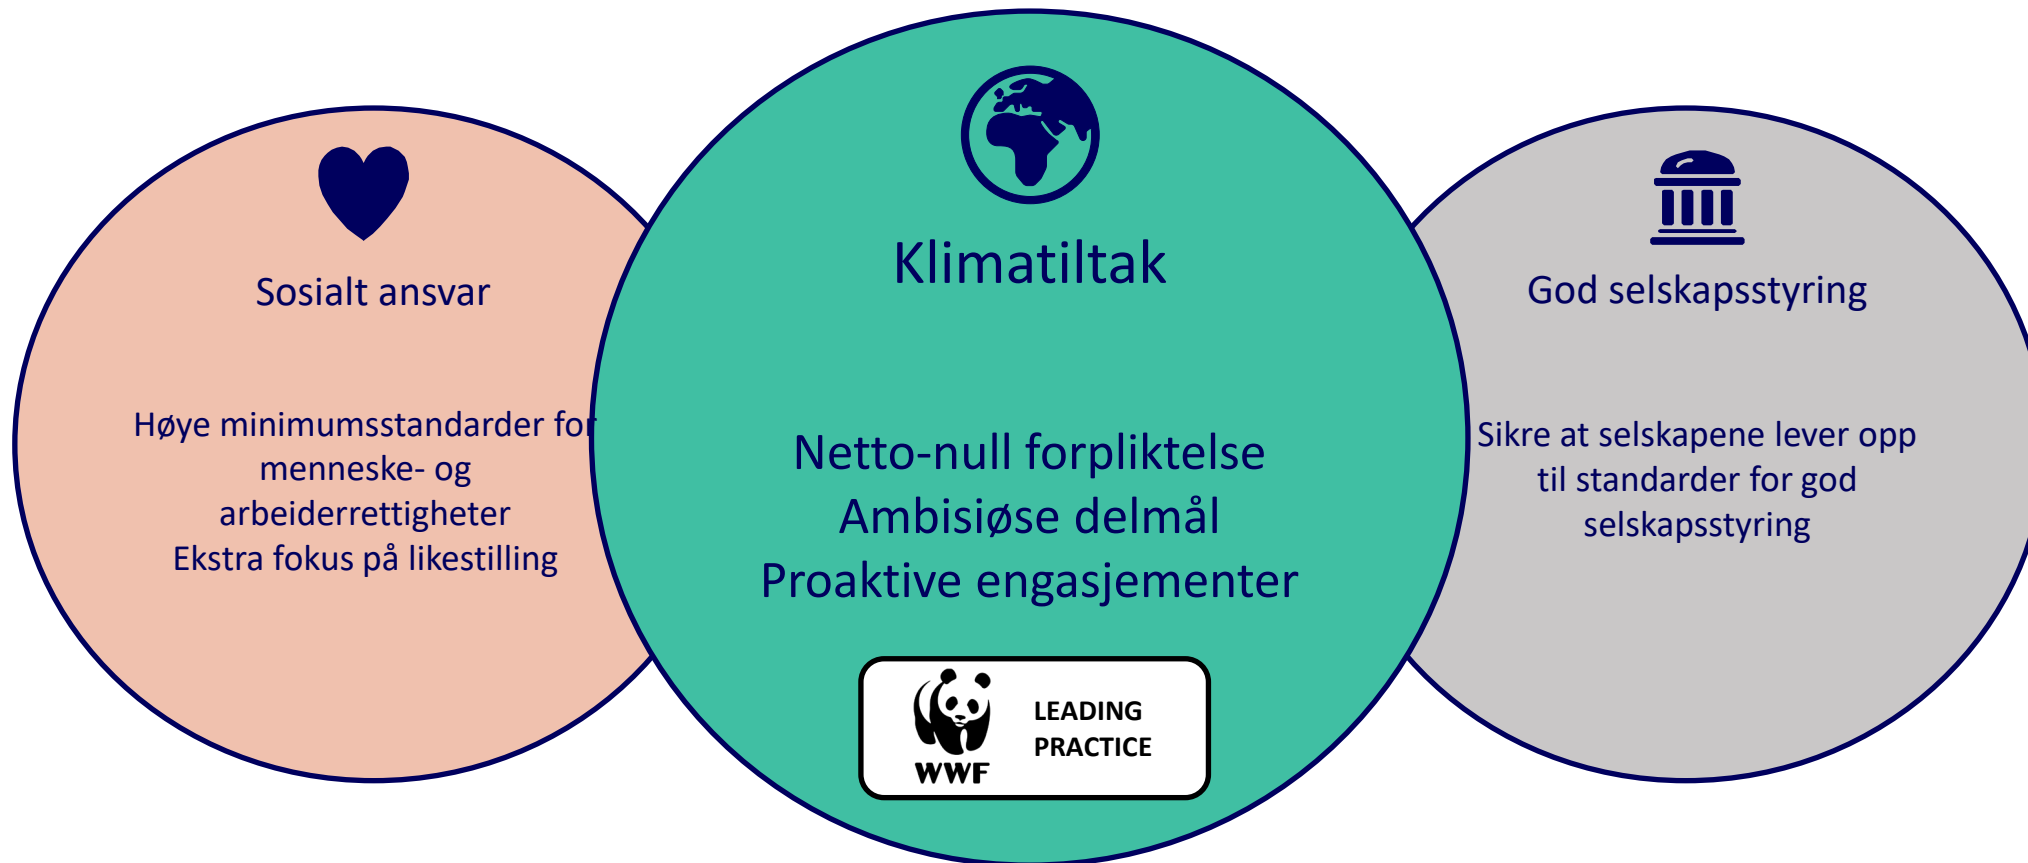 Sosialt ansvar
Høye minimumsstandarder for
menneske- og
arbeiderrettigheter
Ekstra fokus på likestilling
Klimatiltak
Netto-null forpliktelse
Ambisiøse delmål
Proaktive engasjementer
WWF
LEADING
PRACTICE
God selskapsstyring
Sikre at selskapene lever opp
til standarder for god
selskapsstyring